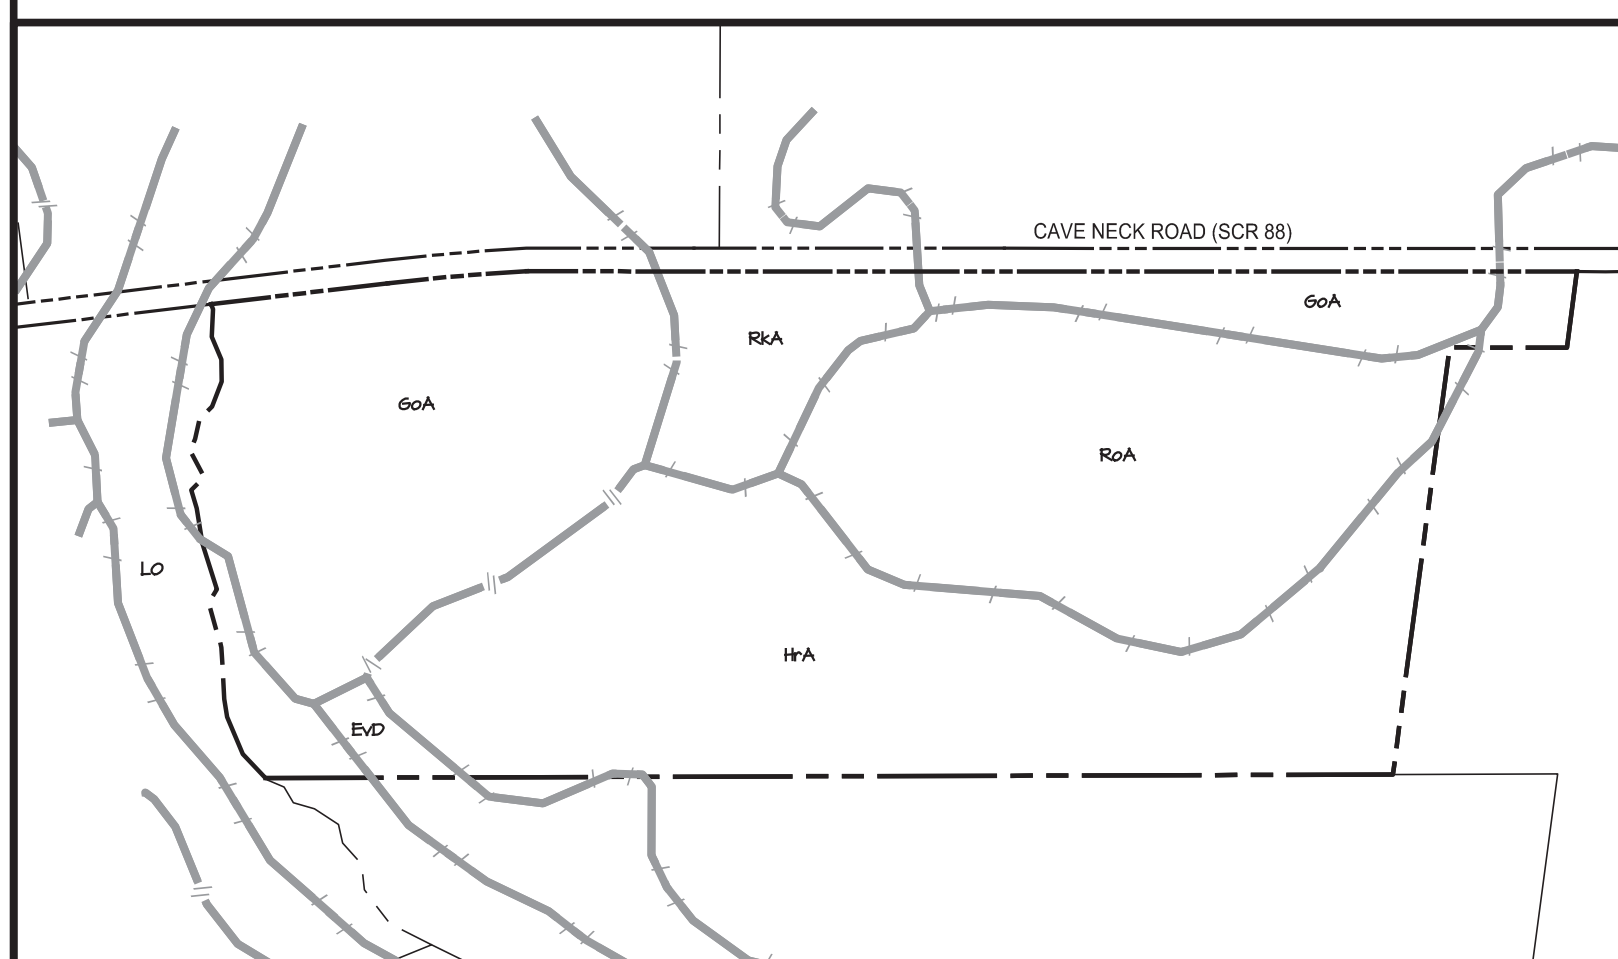 CAVE NECK ROAD (SCR 88)
GoA
RkA
GoA
RoA
LO
HrA
EvD